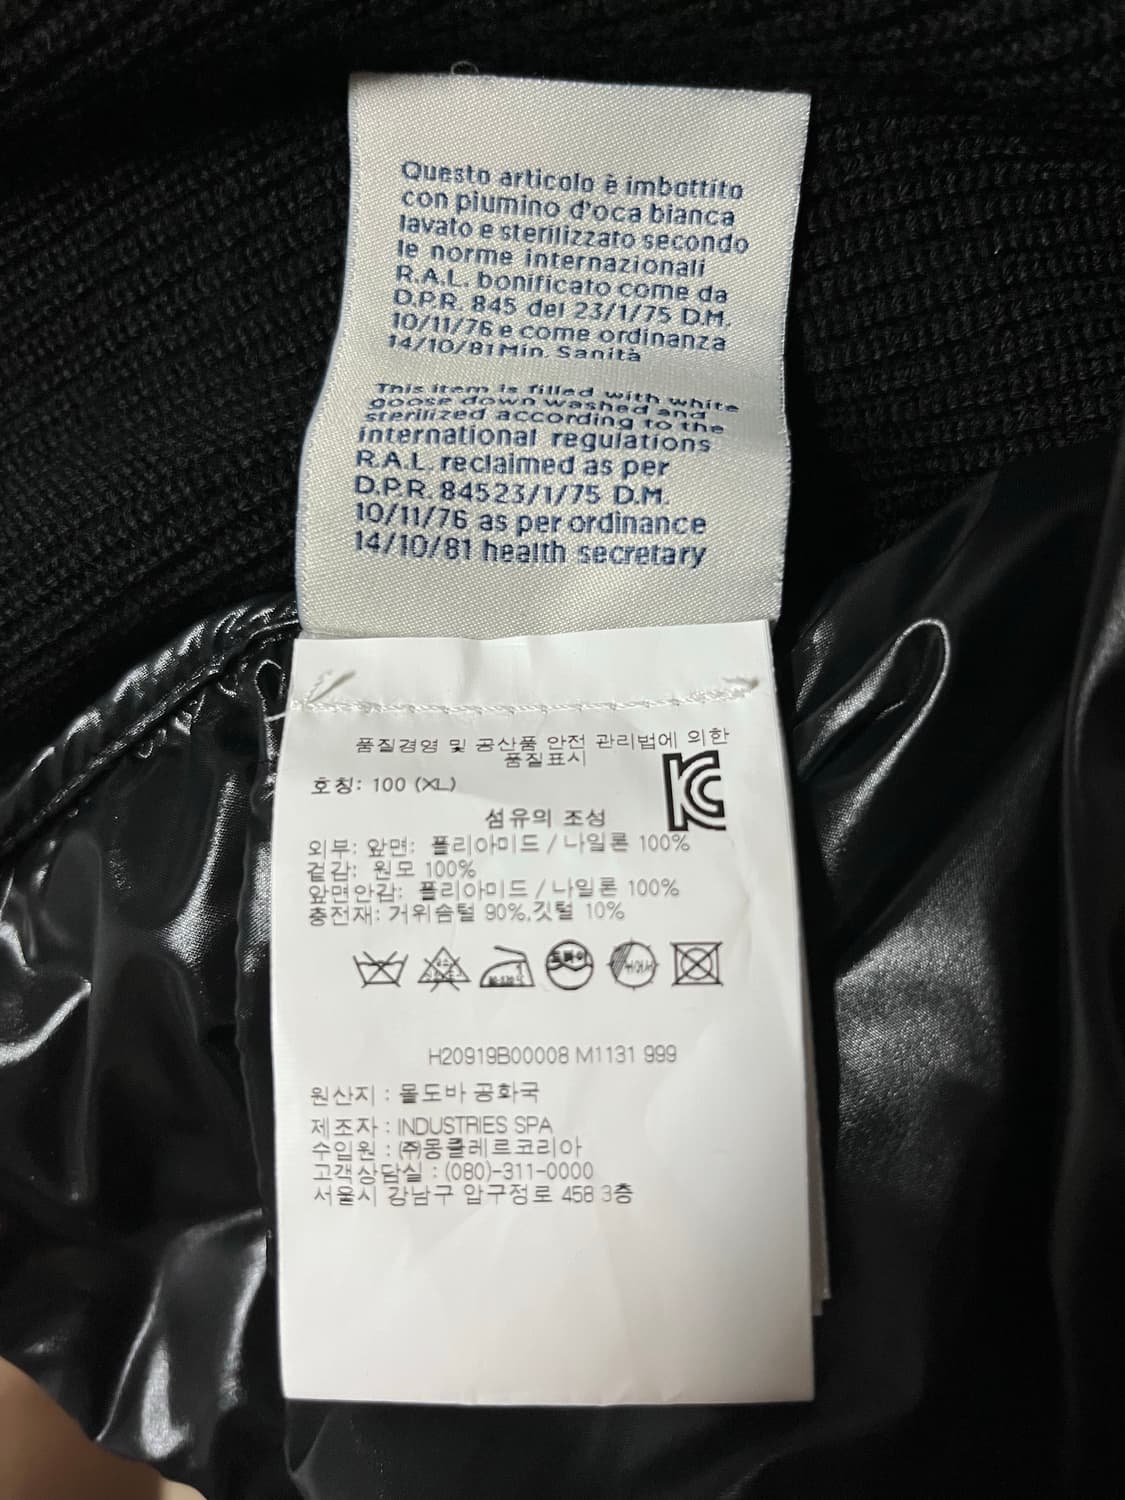 Questo articolo è imbottito
con piumino d'oca bianca
lavato e sterilizzato secondo
le norme internazionali
R.A.L. bonificato come da
D.P.R. 845 del 23/1/75 D.M.
10/11/76 e come ordinanza
14/10/81 Min. Sanità
This item is filled with white
goose down washed and
sterilized according to the
international regulations
R.A.L. reclaimed as per
D.P.R. 84523/1/75 D.M.
10/11/76 as per ordinance
14/10/81 health secretary
품질경영 및 공산품 안전 관리법에 의한
품질표시
호칭: 100 (XL)
섬유의 조성
외부: 앞면: 폴리아미드 / 나일론 100%
겉감: 원모 100%
앞면안감: 폴리아미드 / 나일론 100%
충전재: 거위솜털 90%,깃털 10%
드라이
H20919B00008 M1131 999
원산지 : 몰도바 공화국
제조자 : INDUSTRIES SPA
수입원 : (주)몽클레르코리아
고객상담실 : (080)-311-0000
서울시 강남구 압구정로 458 3층